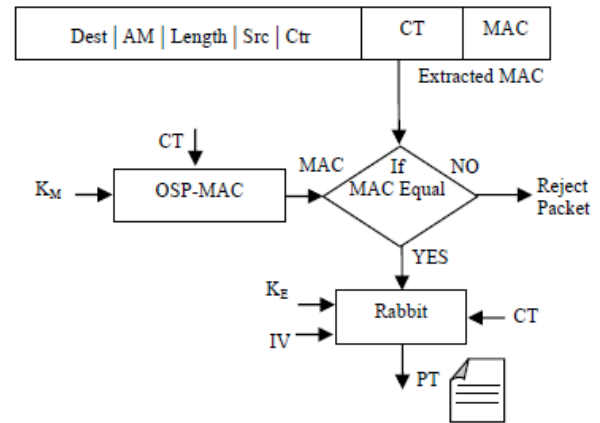 Dest | AM | Length | Src | Ctr
CT
MAC
Extracted MAC
CT
MAC
If
NO
K_M
OSP-MAC
MAC Equal
Reject
Packet
YES
K_E
Rabbit
CT
IV
PT